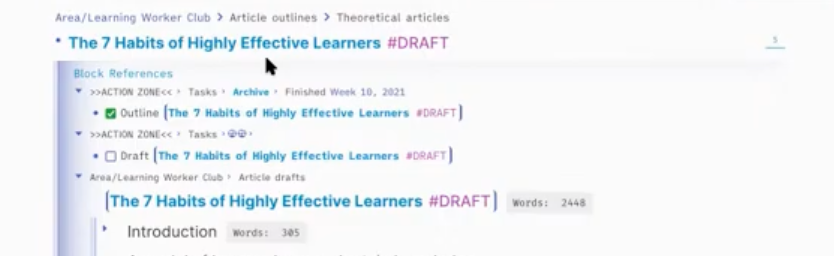 Area/Learning Worker Club > Article outlines > Theoretical articles
The 7 Habits of Highly Effective Learners #DRAFT
5
Block References
>>ACTION ZONE<< › Tasks › Archive › Finished Week 10, 2021
Outline [The 7 Habits of Highly Effective Learners #DRAFT]
>>ACTION ZONE<< › Tasks ›
Draft [The 7 Habits of Highly Effective Learners #DRAFT]
Area/Learning Worker Club › Article drafts
[The 7 Habits of Highly Effective Learners #DRAFT] Words: 2448
Introduction Words: 305